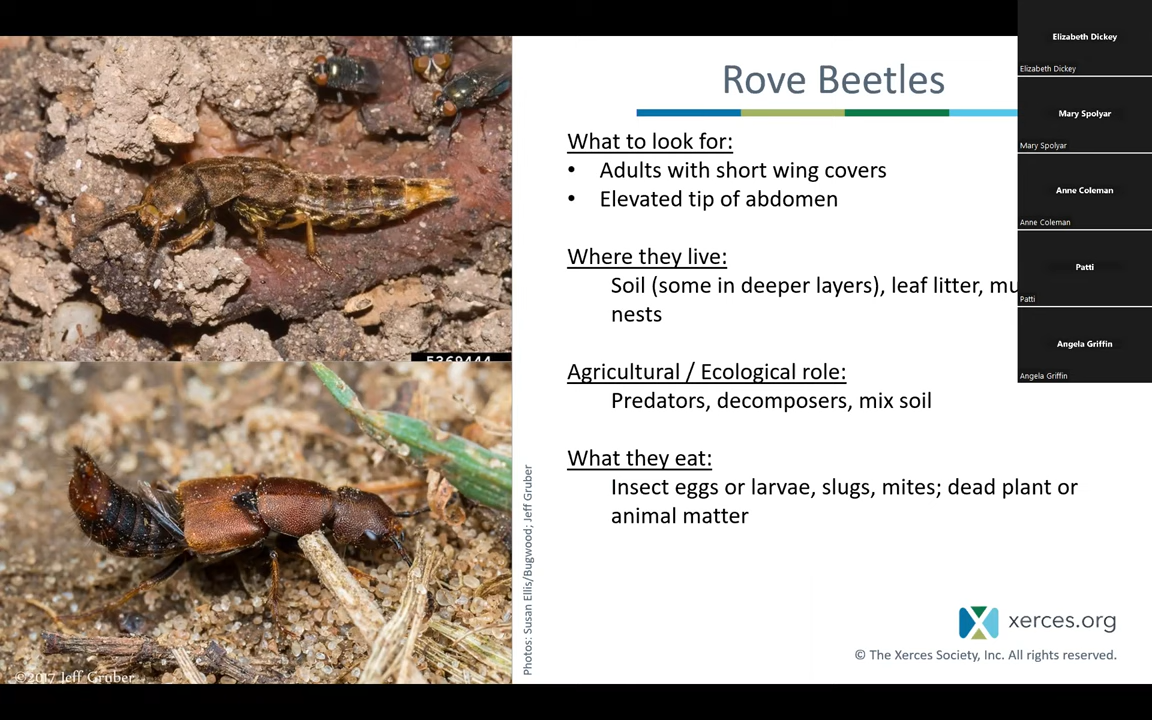 Rove Beetles
What to look for:
• Adults with short wing covers
• Elevated tip of abdomen
Where they live:
Soil (some in deeper layers), leaf litter, mu
nests
Agricultural / Ecological role:
Predators, decomposers, mix soil
What they eat:
Insect eggs or larvae, slugs, mites; dead plant or
animal matter
Photos: Susan Ellis/Bugwood; Jeff Gruber
xerces.org
© The Xerces Society, Inc. All rights reserved.
5369444
©2017 Jeff Gruber
Elizabeth Dickey
Elizabeth Dickey
Mary Spolyar
Mary Spolyar
Anne Coleman
Anne Coleman
Patti
Patti
Angela Griffin
Angela Griffin